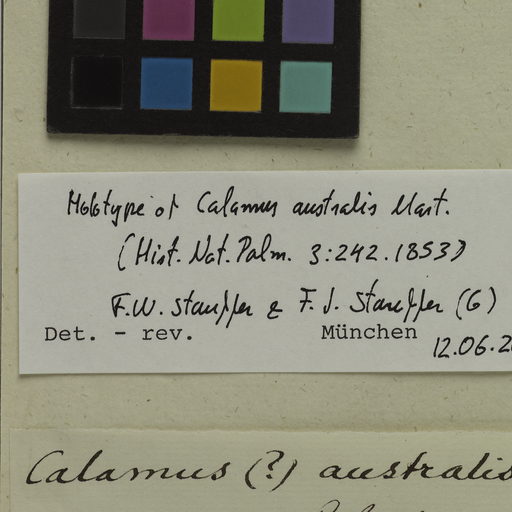 Holotype of Calamus australis Mart.
(Hist. Nat. Palm. 3:242.1853)
F.W. Stauffer & F.J. Stauffer (G)
Det. - rev. München
12.06.2
Calamus (?) australis